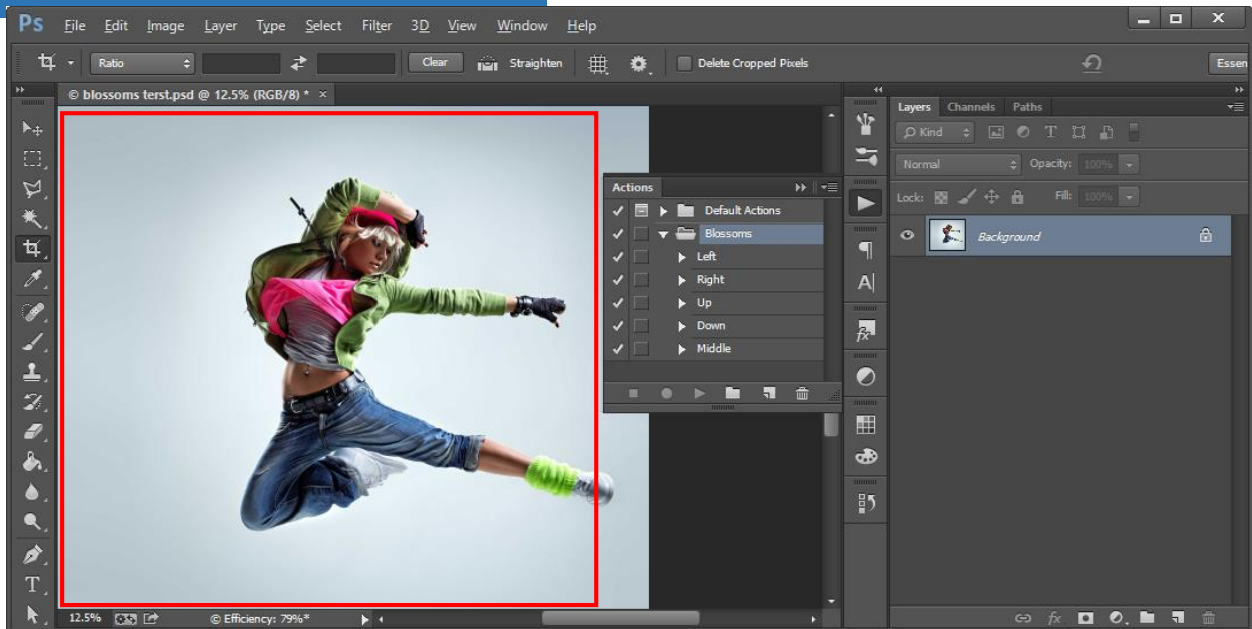 Ps File Edit Image Layer Type Select Filter 3D View Window Help
Ratio Clear Straighten Delete Cropped Pixels Essen
© blossoms terst.psd @ 12.5% (RGB/8) * ×
Layers Channels Paths
Kind
Normal Opacity: 100%
Lock: Fill: 100%
Background
Actions
Default Actions
Blossoms
Left
Right
Up
Down
Middle
12.5% © Efficiency: 79%*